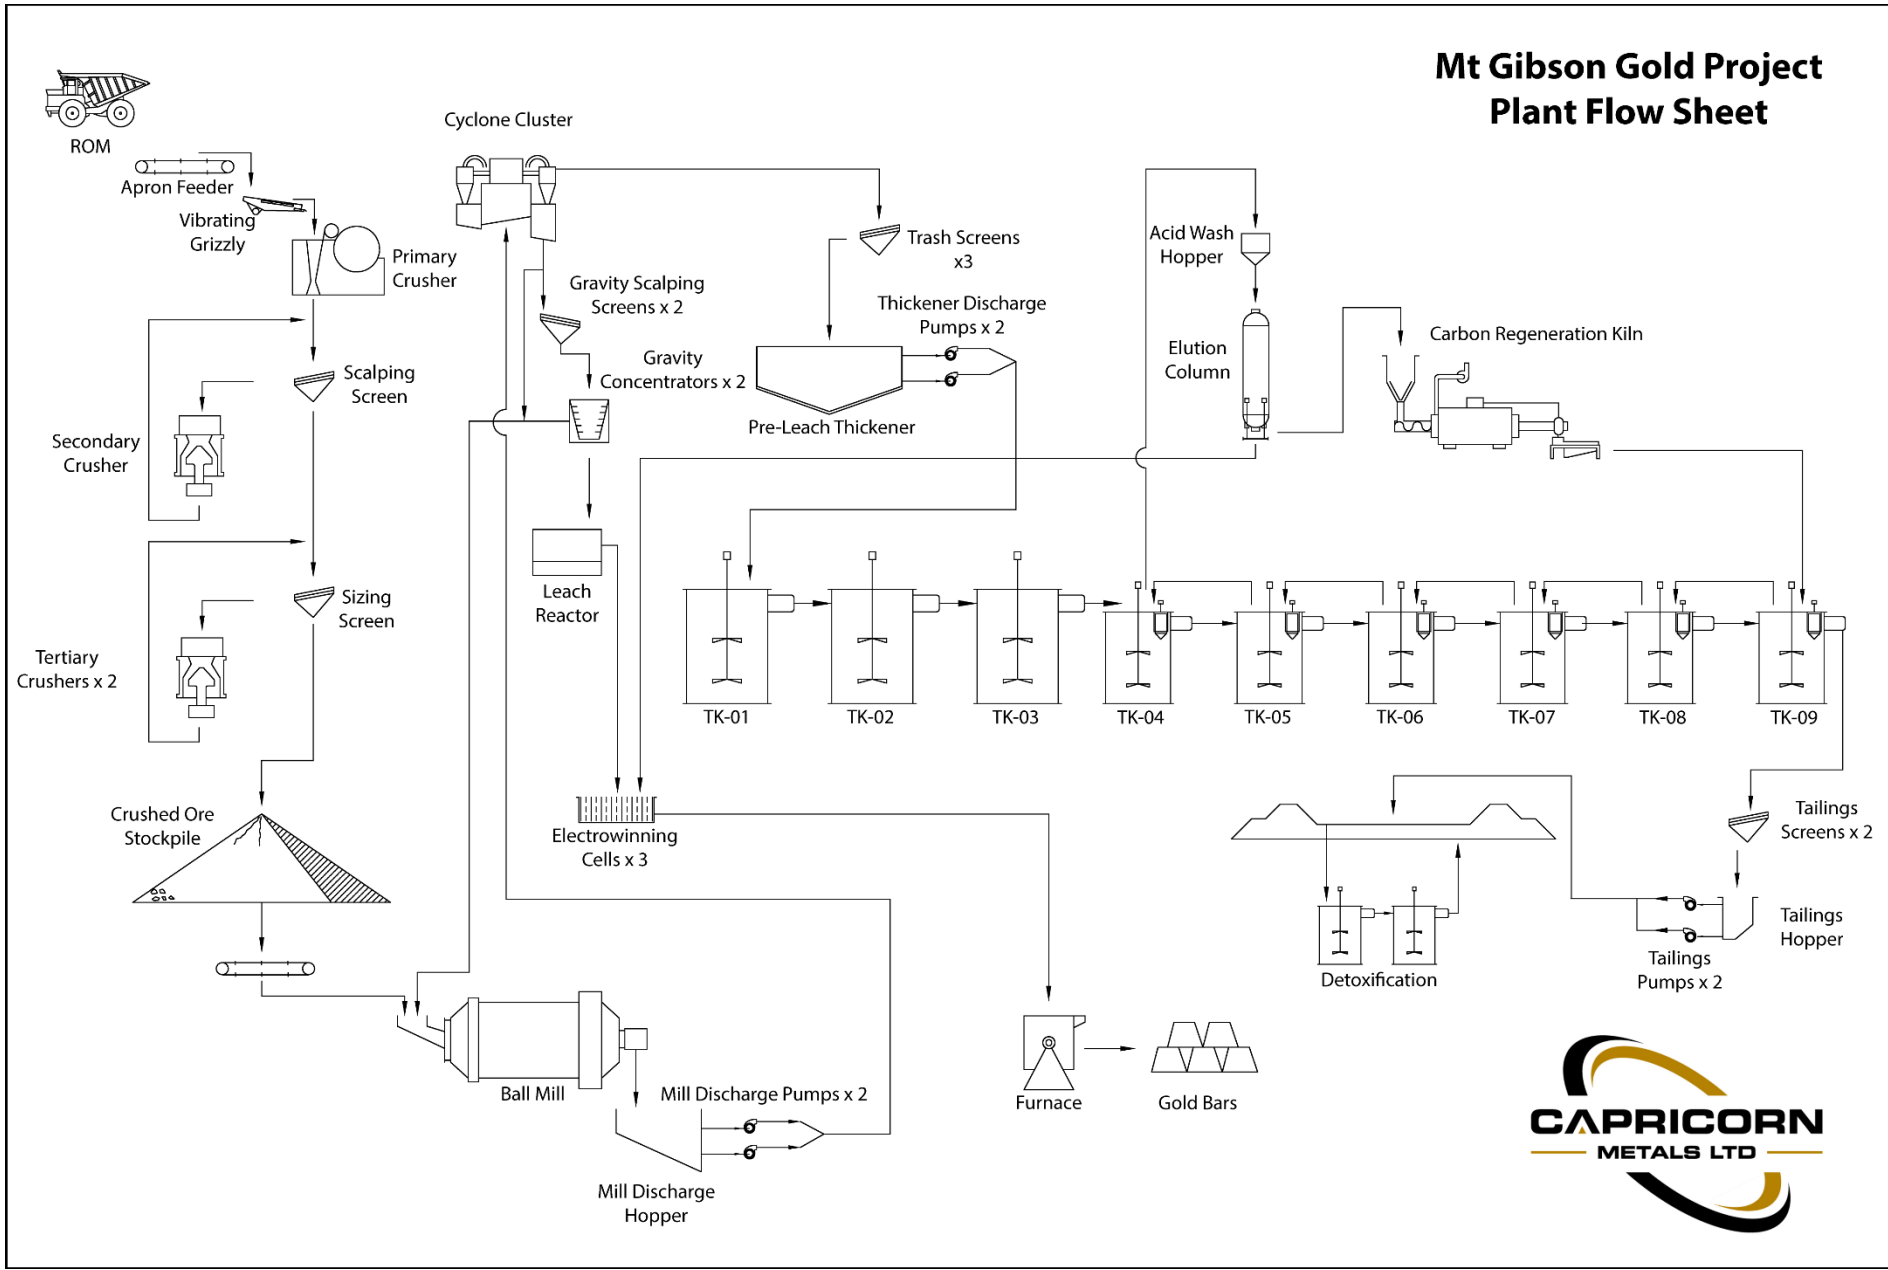 Mt Gibson Gold Project
Plant Flow Sheet
ROM
Apron Feeder
Vibrating
Grizzly
Primary
Crusher
Scalping
Screen
Secondary
Crusher
Sizing
Screen
Tertiary
Crushers x 2
Crushed Ore
Stockpile
Cyclone Cluster
Gravity Scalping
Screens x 2
Gravity
Concentrators x 2
Leach
Reactor
Electrowinning
Cells x 3
Ball Mill
Mill Discharge Pumps x 2
Mill Discharge
Hopper
Trash Screens
x3
Thickener Discharge
Pumps x 2
Pre-Leach Thickener
Acid Wash
Hopper
Elution
Column
Carbon Regeneration Kiln
TK-01
TK-02
TK-03
TK-04
TK-05
TK-06
TK-07
TK-08
TK-09
Tailings
Screens x 2
Tailings
Hopper
Tailings
Pumps x 2
Detoxification
Furnace
Gold Bars
CAPRICORN
METALS LTD